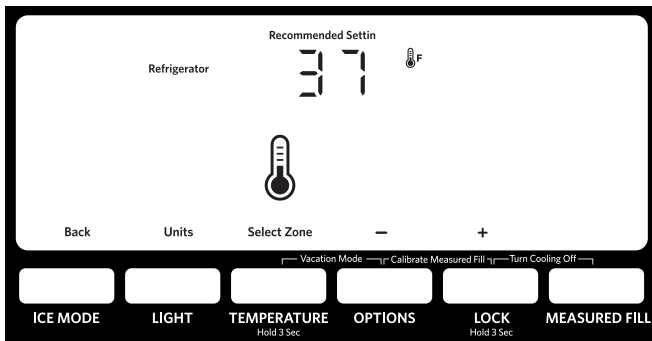 Recommended Settin
Refrigerator 37 F
Back Units Select Zone − +
Vacation Mode Calibrate Measured Fill Turn Cooling Off
ICE MODE LIGHT TEMPERATURE OPTIONS LOCK MEASURED FILL
Hold 3 Sec Hold 3 Sec